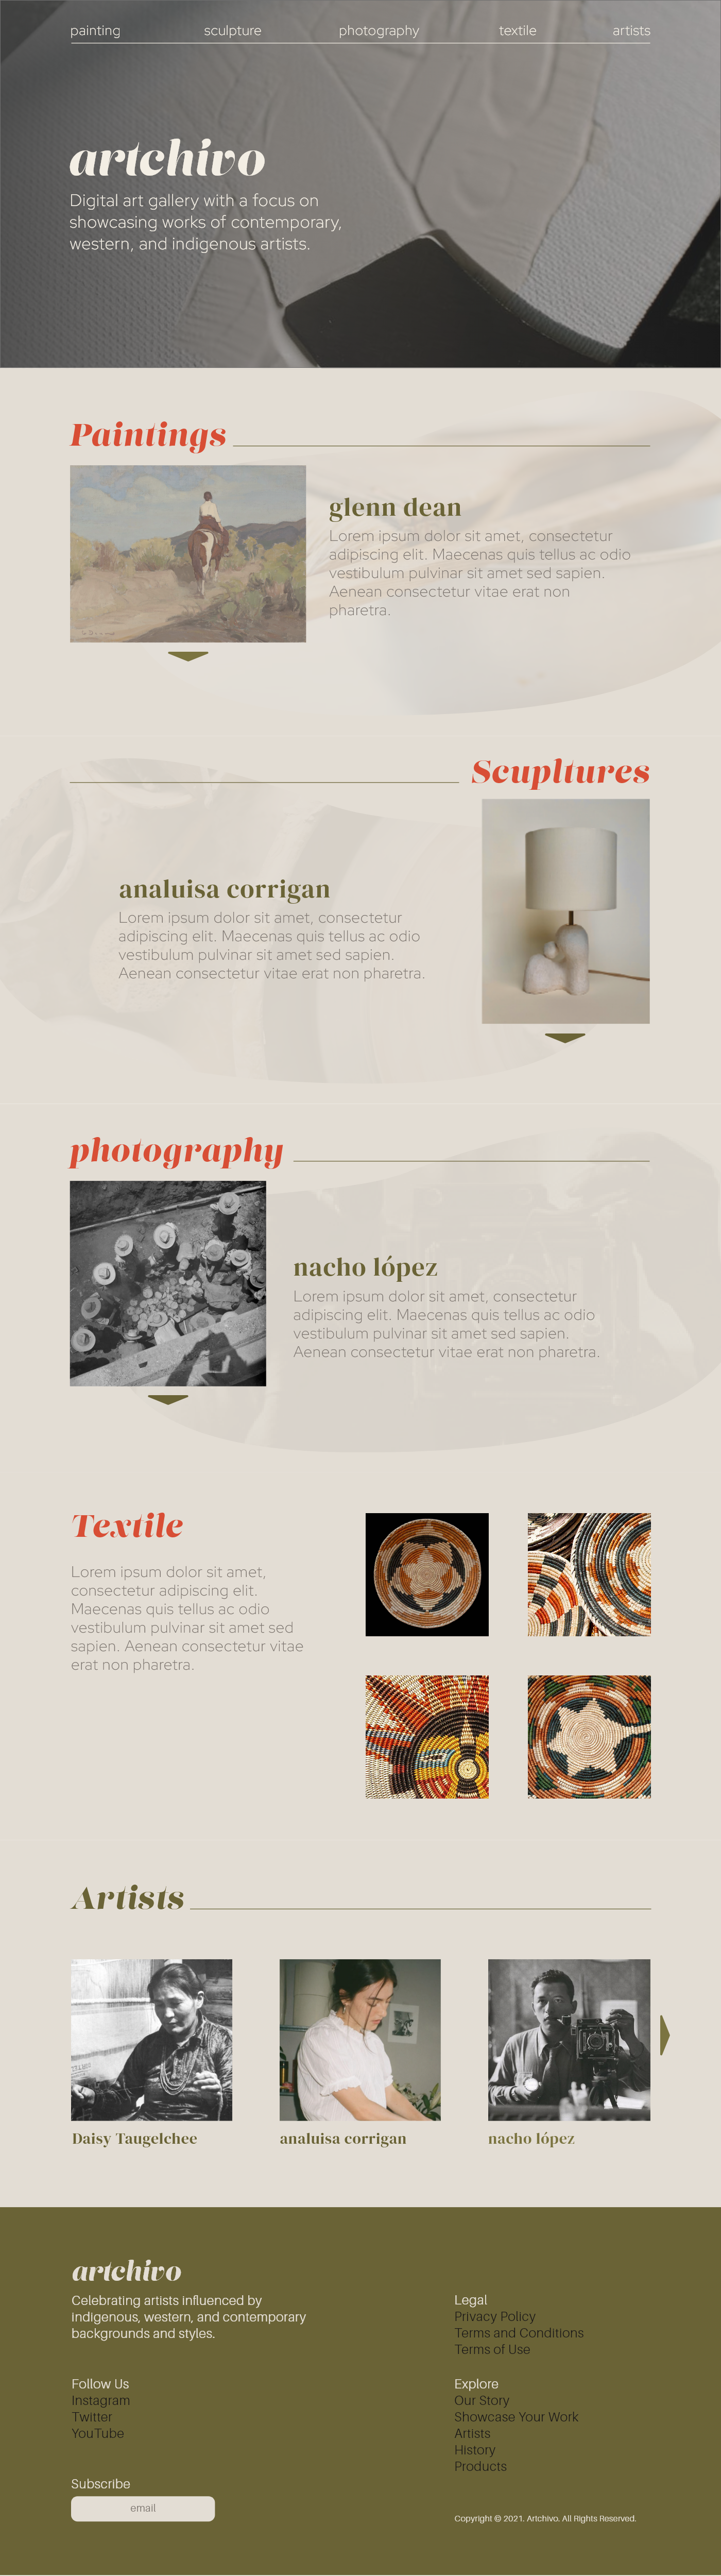 painting sculpture photography textile artists
artchivo
Digital art gallery with a focus on
showcasing works of contemporary,
western, and indigenous artists.
Paintings
glenn dean
Lorem ipsum dolor sit amet, consectetur
adipiscing elit. Maecenas quis tellus ac odio
vestibulum pulvinar sit amet sed sapien.
Aenean consectetur vitae erat non
pharetra.
Scupltures
analuisa corrigan
Lorem ipsum dolor sit amet, consectetur
adipiscing elit. Maecenas quis tellus ac odio
vestibulum pulvinar sit amet sed sapien.
Aenean consectetur vitae erat non pharetra.
photography
nacho lópez
Lorem ipsum dolor sit amet, consectetur
adipiscing elit. Maecenas quis tellus ac odio
vestibulum pulvinar sit amet sed sapien.
Aenean consectetur vitae erat non pharetra.
Textile
Lorem ipsum dolor sit amet,
consectetur adipiscing elit.
Maecenas quis tellus ac odio
vestibulum pulvinar sit amet sed
sapien. Aenean consectetur vitae
erat non pharetra.
Artists
Daisy Taugelchee
analuisa corrigan
nacho lópez
artchivo
Celebrating artists influenced by
indigenous, western, and contemporary
backgrounds and styles.
Follow Us
Instagram
Twitter
YouTube
Subscribe
email
Legal
Privacy Policy
Terms and Conditions
Terms of Use
Explore
Our Story
Showcase Your Work
Artists
History
Products
Copyright © 2021. Artchivo. All Rights Reserved.